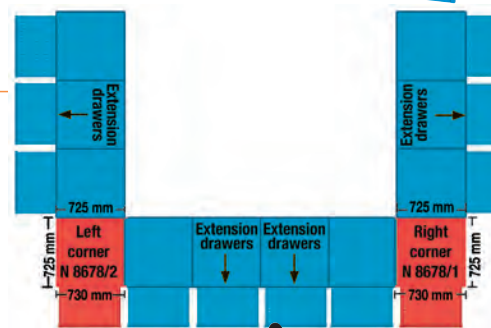 Extension
drawers
Extension
drawers
725 mm
725 mm
Left
corner
N 8678/2
725 mm
730 mm
Extension
drawers
Extension
drawers
Right
corner
N 8678/1
725 mm
730 mm